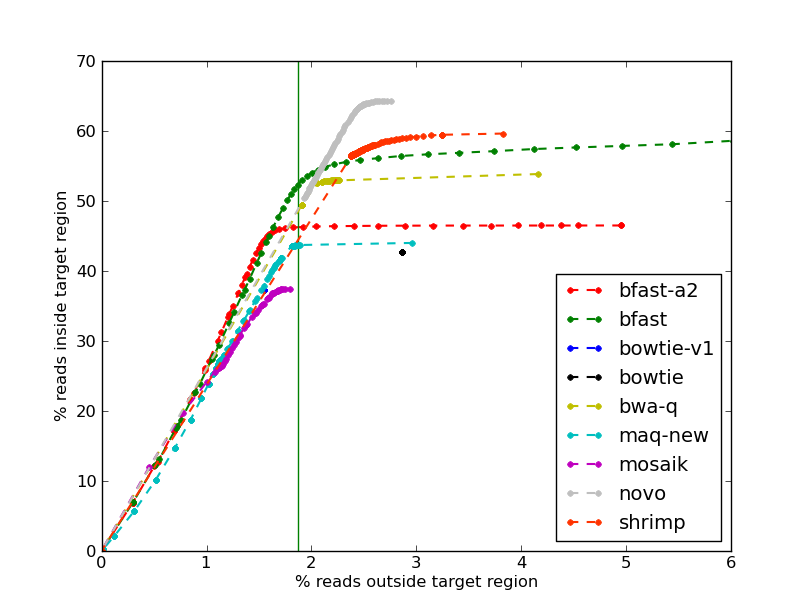 70
60
50
40
30
20
10
0
% reads inside target region
0 1 2 3 4 5 6
% reads outside target region
bfast-a2
bfast
bowtie-v1
bowtie
bwa-q
maq-new
mosaik
novo
shrimp